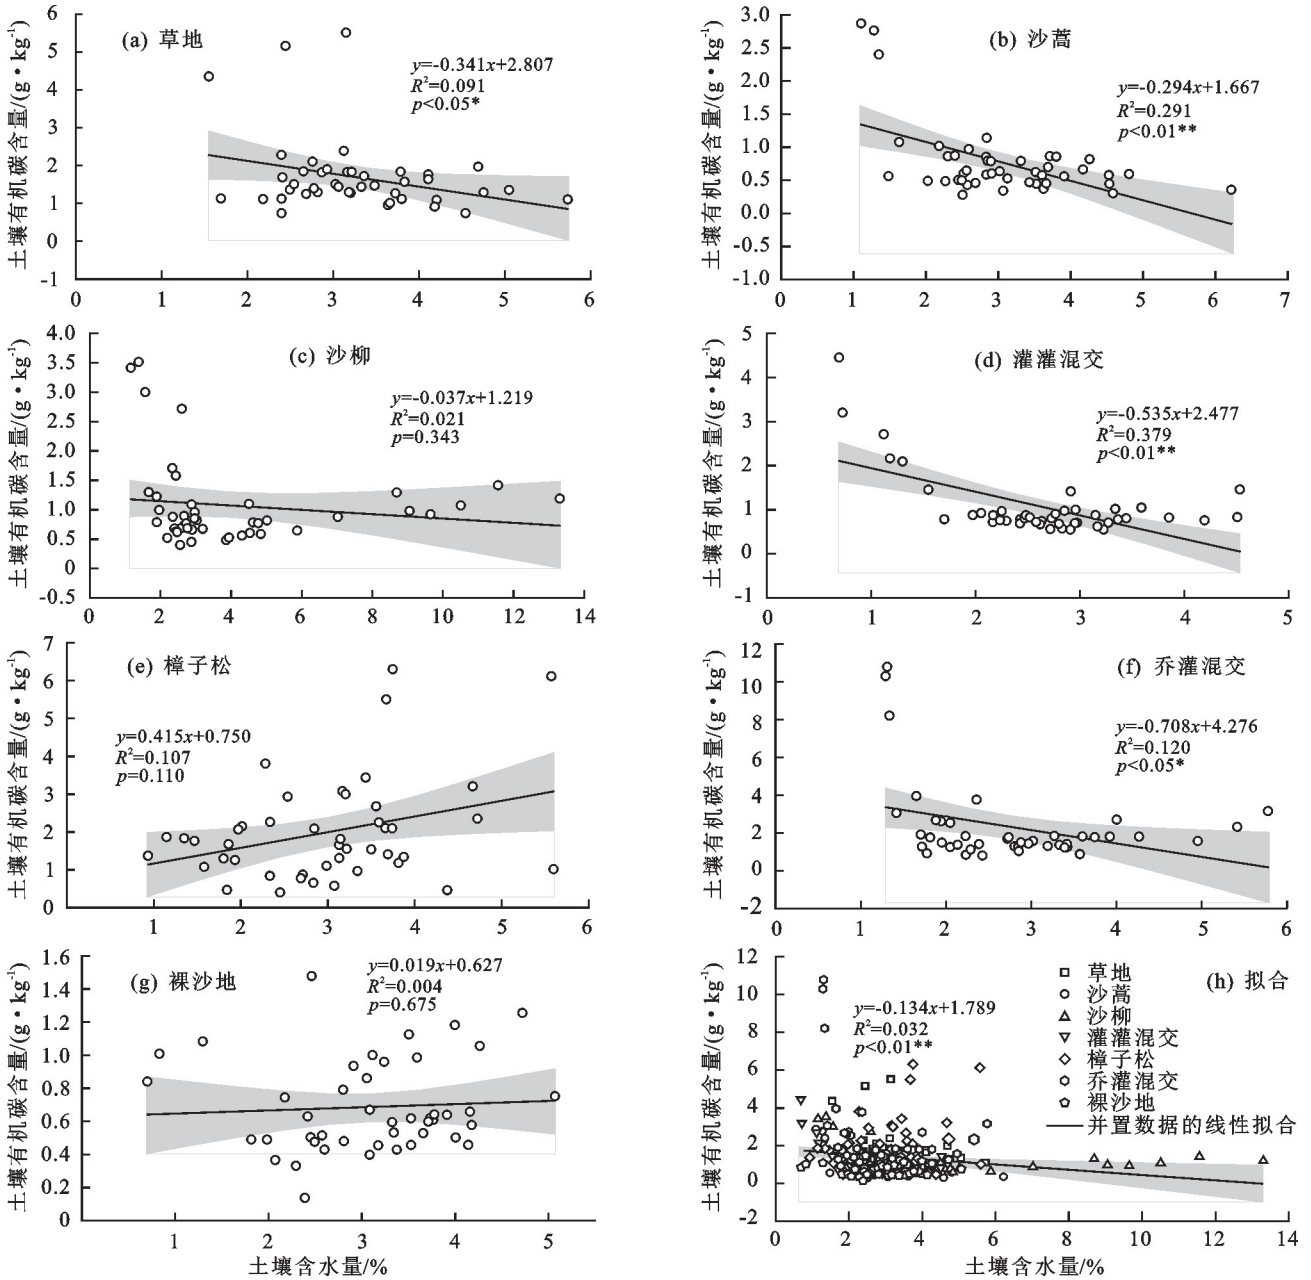 (a) 草地
y=-0.341x+2.807
R²=0.091
p<0.05*
土壤有机碳含量/(g•kg⁻¹)
6
5
4
3
2
1
0
-1
0 1 2 3 4 5 6
(b) 沙蒿
y=-0.294x+1.667
R²=0.291
p<0.01**
土壤有机碳含量/(g•kg⁻¹)
3.0
2.5
2.0
1.5
1.0
0.5
0.0
-0.5
-1.0
0 1 2 3 4 5 6 7
(c) 沙柳
y=-0.037x+1.219
R²=0.021
p=0.343
土壤有机碳含量/(g•kg⁻¹)
4.0
3.5
3.0
2.5
2.0
1.5
1.0
0.5
0
-0.5
0 2 4 6 8 10 12 14
(d) 灌灌混交
y=-0.535x+2.477
R²=0.379
p<0.01**
土壤有机碳含量/(g•kg⁻¹)
5
4
3
2
1
0
-1
0 1 2 3 4 5
(e) 樟子松
y=0.415x+0.750
R²=0.107
p=0.110
土壤有机碳含量/(g•kg⁻¹)
7
6
5
4
3
2
1
0
1 2 3 4 5 6
(f) 乔灌混交
y=-0.708x+4.276
R²=0.120
p<0.05*
土壤有机碳含量/(g•kg⁻¹)
12
10
8
6
4
2
0
-2
0 1 2 3 4 5 6
(g) 裸沙地
y=0.019x+0.627
R²=0.004
p=0.675
土壤有机碳含量/(g•kg⁻¹)
1.6
1.4
1.2
1.0
0.8
0.6
0.4
0.2
0
1 2 3 4 5
土壤含水量/%
(h) 拟合
y=-0.134x+1.789
R²=0.032
p<0.01**
草地
沙蒿
沙柳
灌灌混交
樟子松
乔灌混交
裸沙地
并置数据的线性拟合
土壤有机碳含量/(g•kg⁻¹)
12
10
8
6
4
2
0
-2
0 2 4 6 8 10 12 14
土壤含水量/%